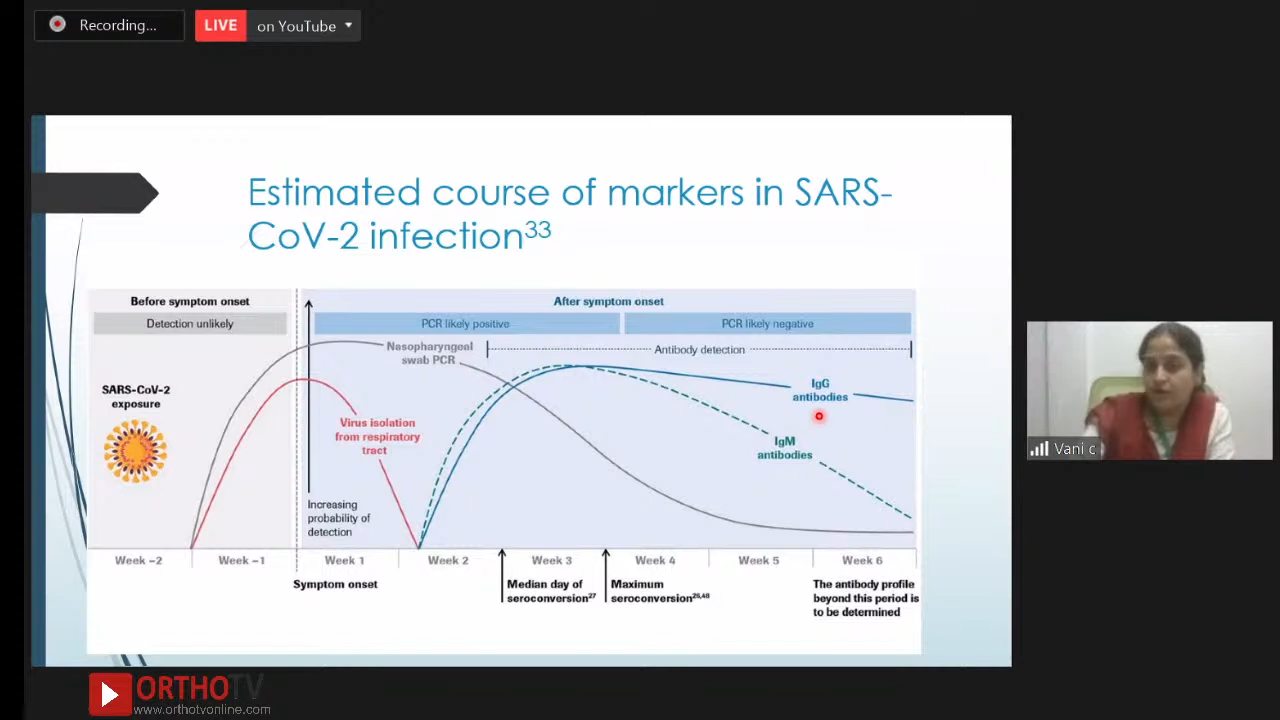 Recording...
LIVE on YouTube
Estimated course of markers in SARS-
CoV-2 infection33
Before symptom onset
After symptom onset
Detection unlikely
PCR likely positive
PCR likely negative
Nasopharyngeal
swab PCR
Antibody detection
SARS-CoV-2
exposure
IgG
antibodies
Virus isolation
from respiratory
tract
IgM
antibodies
Increasing
probability of
detection
Week –2
Week –1
Week 1
Week 2
Week 3
Week 4
Week 5
Week 6
Symptom onset
Median day of
seroconversion27
Maximum
seroconversion26,48
The antibody profile
beyond this period is
to be determined
Vani c
ORTHOTV
www.orthotvonline.com